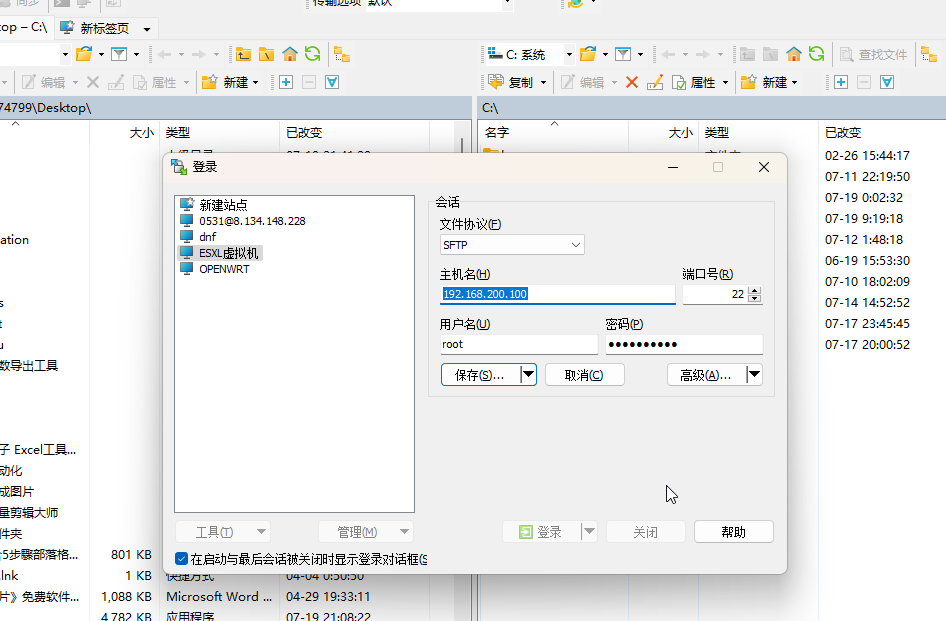 同步
传输选项 默认
top – C:\
新标签页
C: 系统
查找文件
编辑
属性
新建
复制
编辑
属性
新建
74799\Desktop\
C:\
大小 类型 已改变
名字 大小 类型 已改变
02-26 15:44:17
07-11 22:19:50
07-19 0:02:32
07-19 9:19:18
07-12 1:48:18
06-19 15:53:30
07-10 18:02:09
07-14 14:52:52
07-17 23:45:45
07-17 20:00:52
ation
s
t
数导出工具
子 Excel工具...
动化
成图片
量剪辑大师
件夹
5步骤部落格... 801 KB
.lnk 1 KB 快捷方式 04-04 0:50:50
片》免费软件... 1,088 KB Microsoft Word ... 04-29 19:33:11
4,782 KB 应用程序 07-19 21:08:22
登录
新建站点
0531@8.134.148.228
dnf
ESXL虚拟机
OPENWRT
会话
文件协议(F)
SFTP
主机名(H) 端口号(R)
192.168.200.100 22
用户名(U) 密码(P)
root ••••••••••
保存(S)... 取消(C) 高级(A)...
工具(T) 管理(M) 登录 关闭 帮助
在启动与最后会话被关闭时显示登录对话框(S